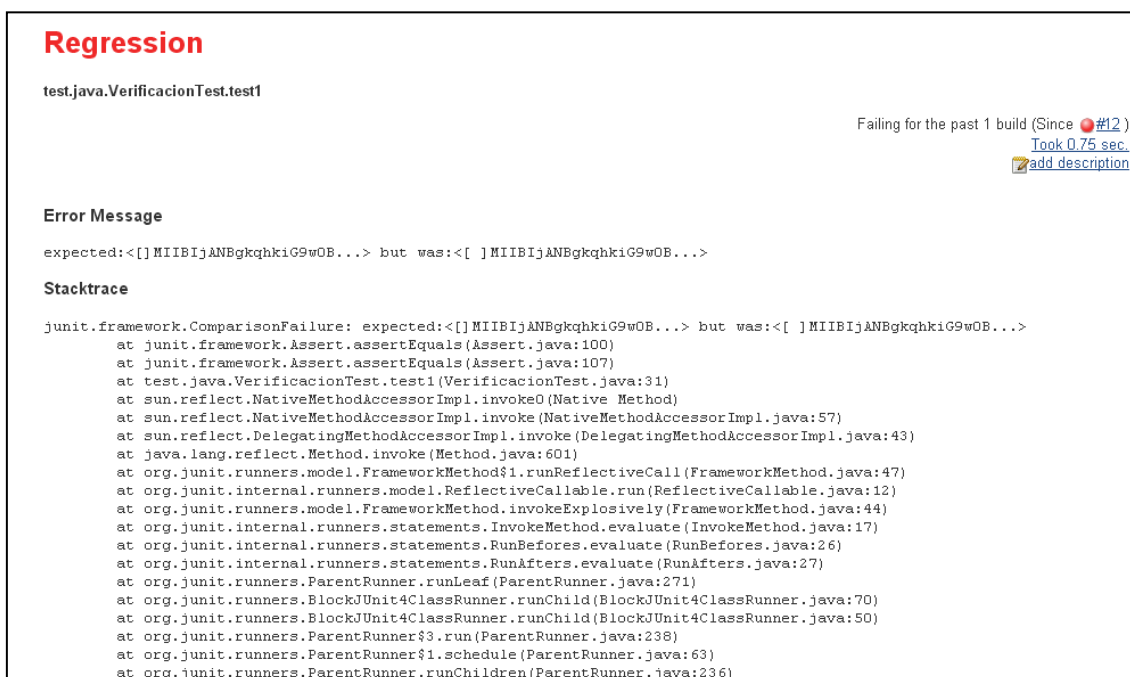 Regression
test.java.VerificacionTest.test1
Failing for the past 1 build (Since #12 )
Took 0.75 sec.
add description
Error Message
expected:<[]MIIBIjANBgkqhkiG9w0B...> but was:<[ ]MIIBIjANBgkqhkiG9w0B...>
Stacktrace
junit.framework.ComparisonFailure: expected:<[]MIIBIjANBgkqhkiG9w0B...> but was:<[ ]MIIBIjANBgkqhkiG9w0B...>
at junit.framework.Assert.assertEquals(Assert.java:100)
at junit.framework.Assert.assertEquals(Assert.java:107)
at test.java.VerificacionTest.test1(VerificacionTest.java:31)
at sun.reflect.NativeMethodAccessorImpl.invoke0(Native Method)
at sun.reflect.NativeMethodAccessorImpl.invoke(NativeMethodAccessorImpl.java:57)
at sun.reflect.DelegatingMethodAccessorImpl.invoke(DelegatingMethodAccessorImpl.java:43)
at java.lang.reflect.Method.invoke(Method.java:601)
at org.junit.runners.model.FrameworkMethod$1.runReflectiveCall(FrameworkMethod.java:47)
at org.junit.internal.runners.model.ReflectiveCallable.run(ReflectiveCallable.java:12)
at org.junit.runners.model.FrameworkMethod.invokeExplosively(FrameworkMethod.java:44)
at org.junit.internal.runners.statements.InvokeMethod.evaluate(InvokeMethod.java:17)
at org.junit.internal.runners.statements.RunBefores.evaluate(RunBefores.java:26)
at org.junit.internal.runners.statements.RunAfters.evaluate(RunAfters.java:27)
at org.junit.runners.ParentRunner.runLeaf(ParentRunner.java:271)
at org.junit.runners.BlockJUnit4ClassRunner.runChild(BlockJUnit4ClassRunner.java:70)
at org.junit.runners.BlockJUnit4ClassRunner.runChild(BlockJUnit4ClassRunner.java:50)
at org.junit.runners.ParentRunner$3.run(ParentRunner.java:238)
at org.junit.runners.ParentRunner$1.schedule(ParentRunner.java:63)
at org.junit.runners.ParentRunner.runChildren(ParentRunner.java:236)